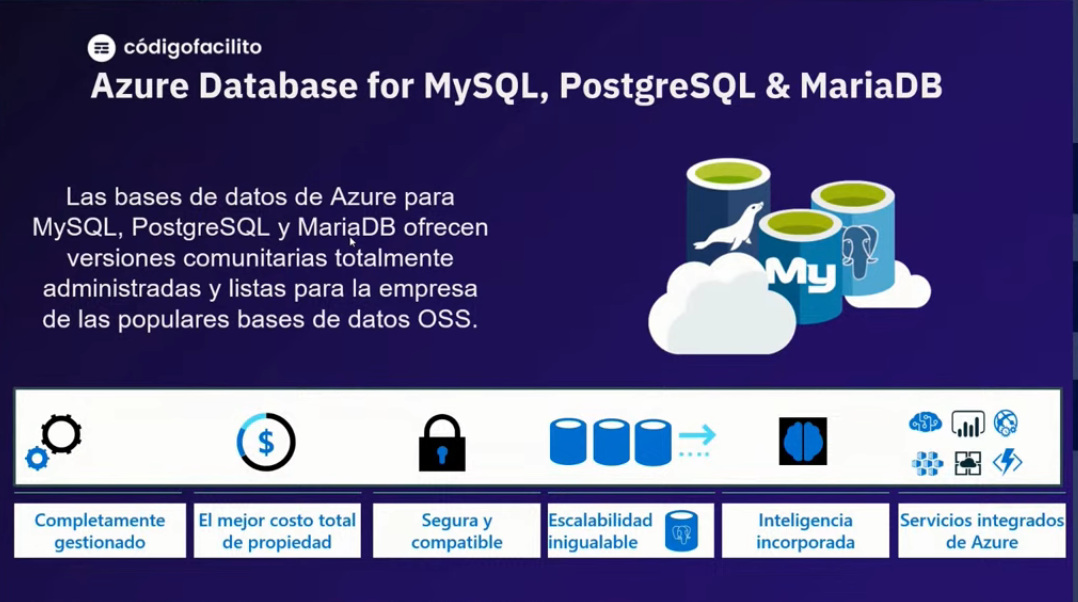 códigofacilito
Azure Database for MySQL, PostgreSQL & MariaDB
Las bases de datos de Azure para
MySQL, PostgreSQL y MariaDB ofrecen
versiones comunitarias totalmente
administradas y listas para la empresa
de las populares bases de datos OSS.
My
$
Completamente
gestionado
El mejor costo total
de propiedad
Segura y
compatible
Escalabilidad
inigualable
Inteligencia
incorporada
Servicios integrados
de Azure